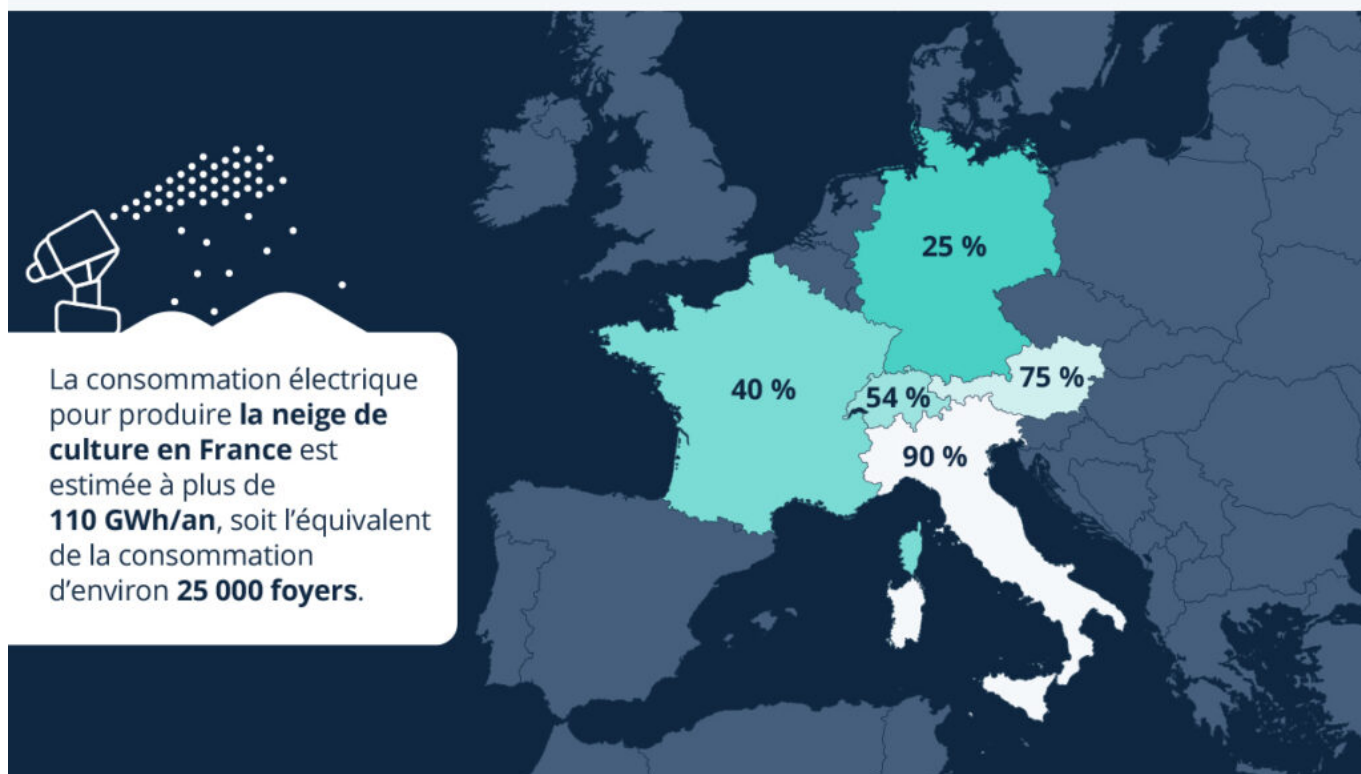 La consommation électrique
pour produire la neige de
culture en France est
estimée à plus de
110 GWh/an, soit l’équivalent
de la consommation
d’environ 25 000 foyers.
25 %
40 %
54 %
75 %
90 %